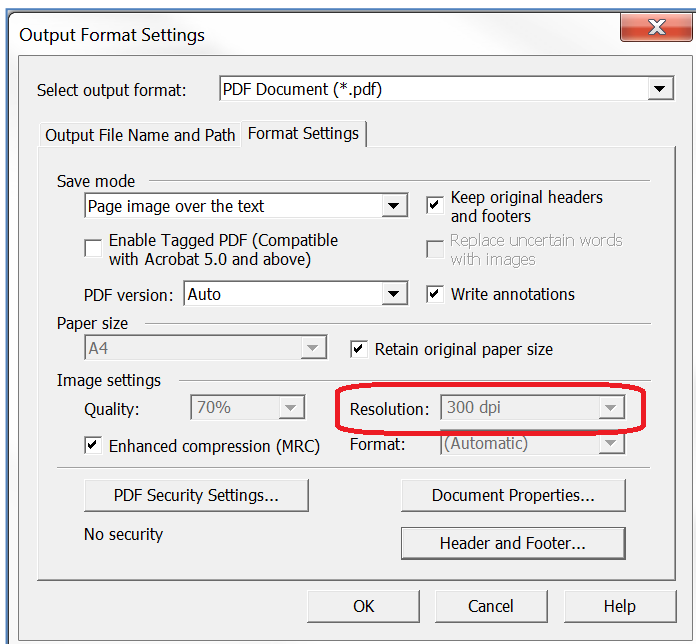 Output Format Settings
Select output format: PDF Document (*.pdf)
Output File Name and Path Format Settings
Save mode
Page image over the text
Keep original headers
and footers
Enable Tagged PDF (Compatible
with Acrobat 5.0 and above)
Replace uncertain words
with images
PDF version: Auto
Write annotations
Paper size
A4
Retain original paper size
Image settings
Quality: 70%
Resolution: 300 dpi
Enhanced compression (MRC)
Format: (Automatic)
PDF Security Settings...
Document Properties...
No security
Header and Footer...
OK
Cancel
Help